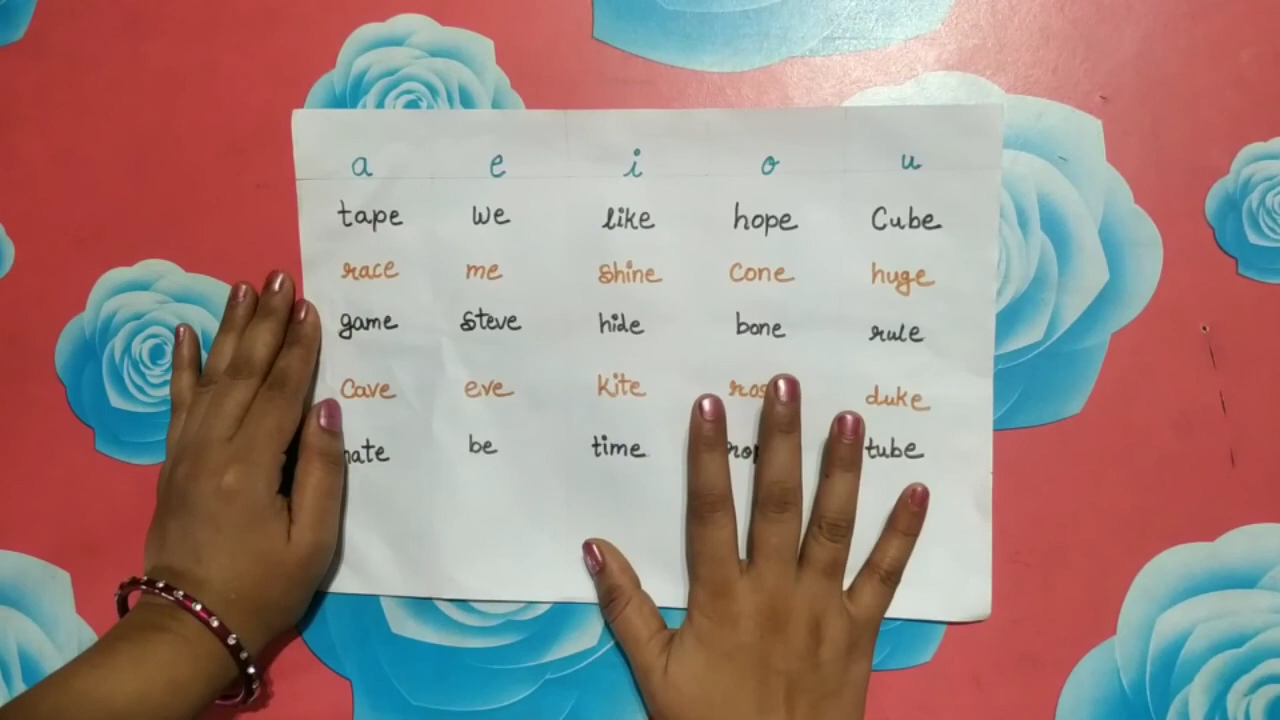 a e i o u
tape we like hope Cube
race me shine cone huge
game Steve hide bone rule
Cave eve kite duke
be time tube